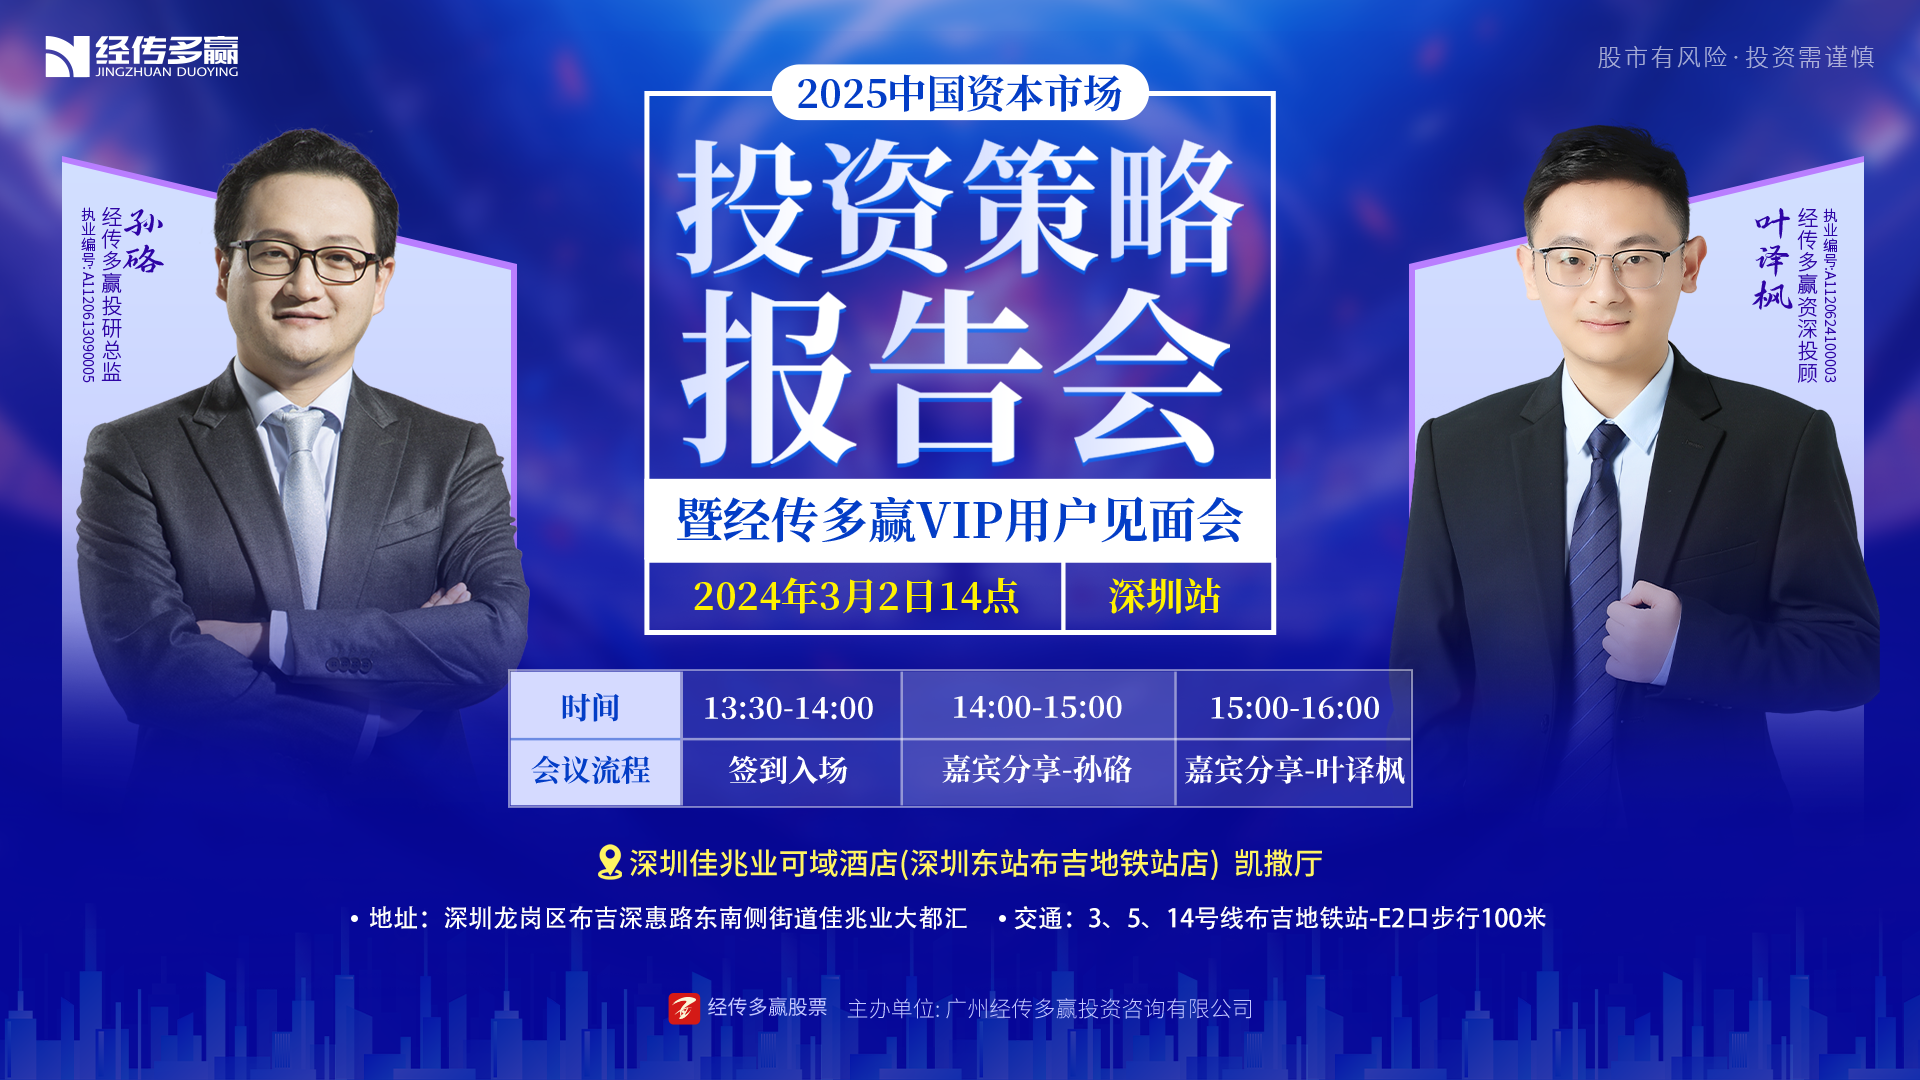 经传多赢
JINGZHUAN DUOYING
股市有风险·投资需谨慎
2025中国资本市场
投资策略
报告会
暨经传多赢VIP用户见面会
2024年3月2日14点
深圳站
孙硌
经传多赢投研总监
执业编号:A1120613090005
叶译枫
经传多赢资深投顾
执业编号:A1120624100003
时间 13:30-14:00 14:00-15:00 15:00-16:00
会议流程 签到入场 嘉宾分享-孙硌 嘉宾分享-叶译枫
深圳佳兆业可域酒店(深圳东站布吉地铁站店) 凯撒厅
• 地址：深圳龙岗区布吉深惠路东南侧街道佳兆业大都汇 • 交通：3、5、14号线布吉地铁站-E2口步行100米
经传多赢股票 主办单位: 广州经传多赢投资咨询有限公司